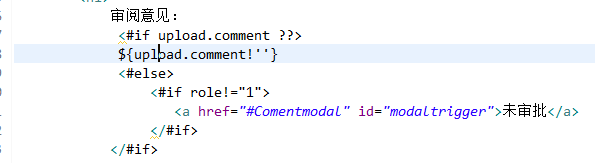 审阅意见：
<#if upload.comment ??>
${upload.comment!''}
<#else>
<#if role!="1">
<a href="#Comentmodal" id="modaltrigger">未审批</a>
</#if>
</#if>